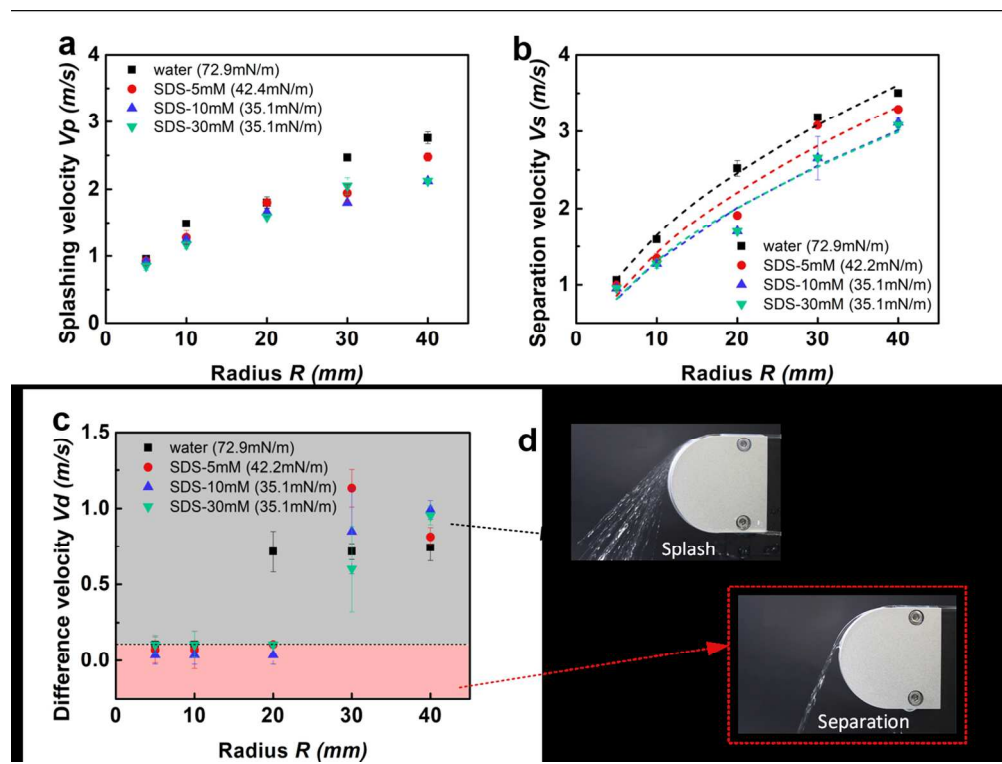 a
4
3
2
1
0
Splashing velocity Vp (m/s)
water (72.9mN/m)
SDS-5mM (42.4mN/m)
SDS-10mM (35.1mN/m)
SDS-30mM (35.1mN/m)
0 10 20 30 40
Radius R (mm)
b
4
3
2
1
Separation velocity Vs (m/s)
water (72.9mN/m)
SDS-5mM (42.2mN/m)
SDS-10mM (35.1mN/m)
SDS-30mM (35.1mN/m)
0 10 20 30 40
Radius R (mm)
c
1.5
1.0
0.5
0.0
Difference velocity Vd (m/s)
water (72.9mN/m)
SDS-5mM (42.2mN/m)
SDS-10mM (35.1mN/m)
SDS-30mM (35.1mN/m)
0 10 20 30 40
Radius R (mm)
d
Splash
Separation